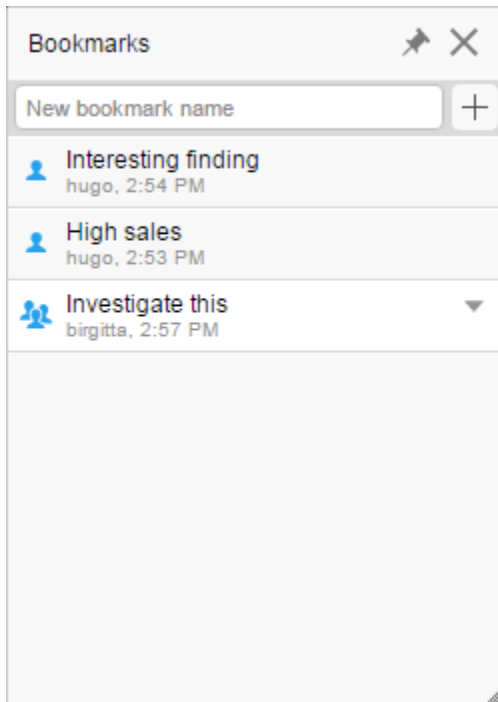 Bookmarks
New bookmark name
Interesting finding
hugo, 2:54 PM
High sales
hugo, 2:53 PM
Investigate this
birgitta, 2:57 PM